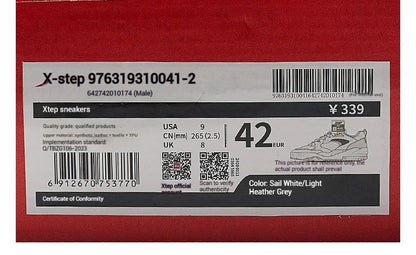 X-step 976319310041-2
642742010174 (Male)
976319310041642742010174
Xtep sneakers
¥339
Quality grade: qualified products
Upper material: synthetic leather + textile + TPU
Implementation standard:
Q/TBZG106-2023
USA 9
CN(mm) 265(2.5)
UK 8
42 EUR
6 912670 753770
Xtep official
Scan to verify
authenticity
This picture is for reference only, the
actual product shall prevail
Color: Sail White/Light
Heather Grey
Certificate of Conformity